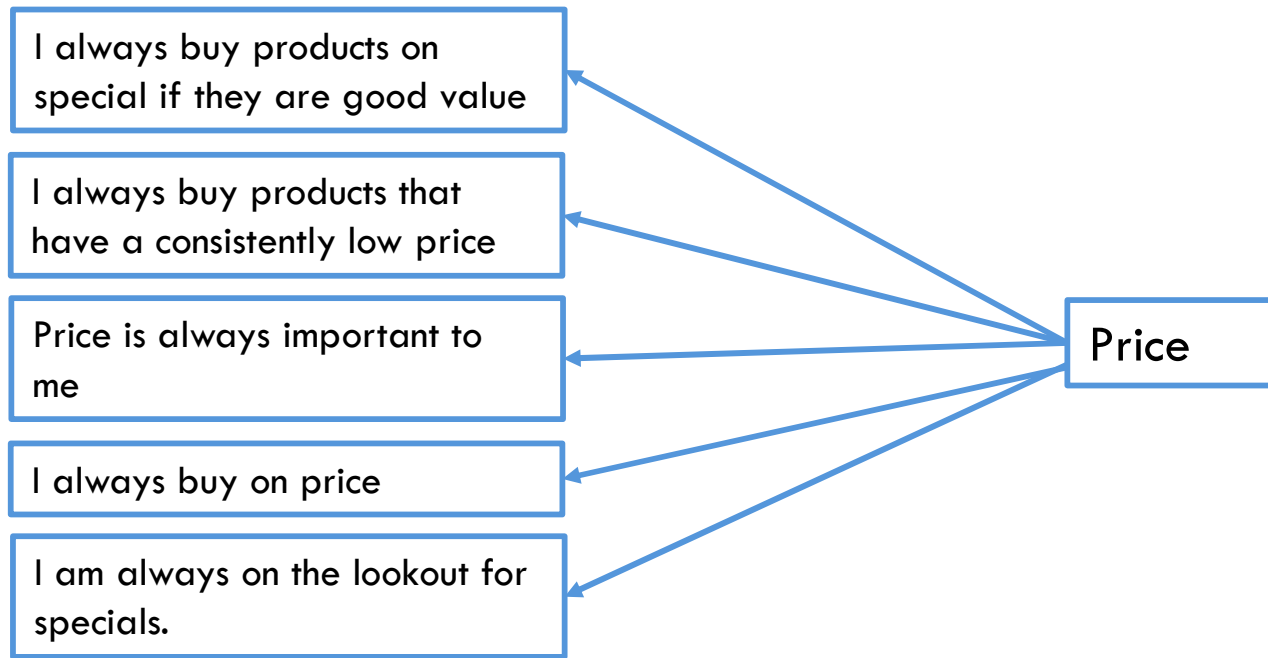 I always buy products on
special if they are good value
I always buy products that
have a consistently low price
Price is always important to
me
Price
I always buy on price
I am always on the lookout for
specials.